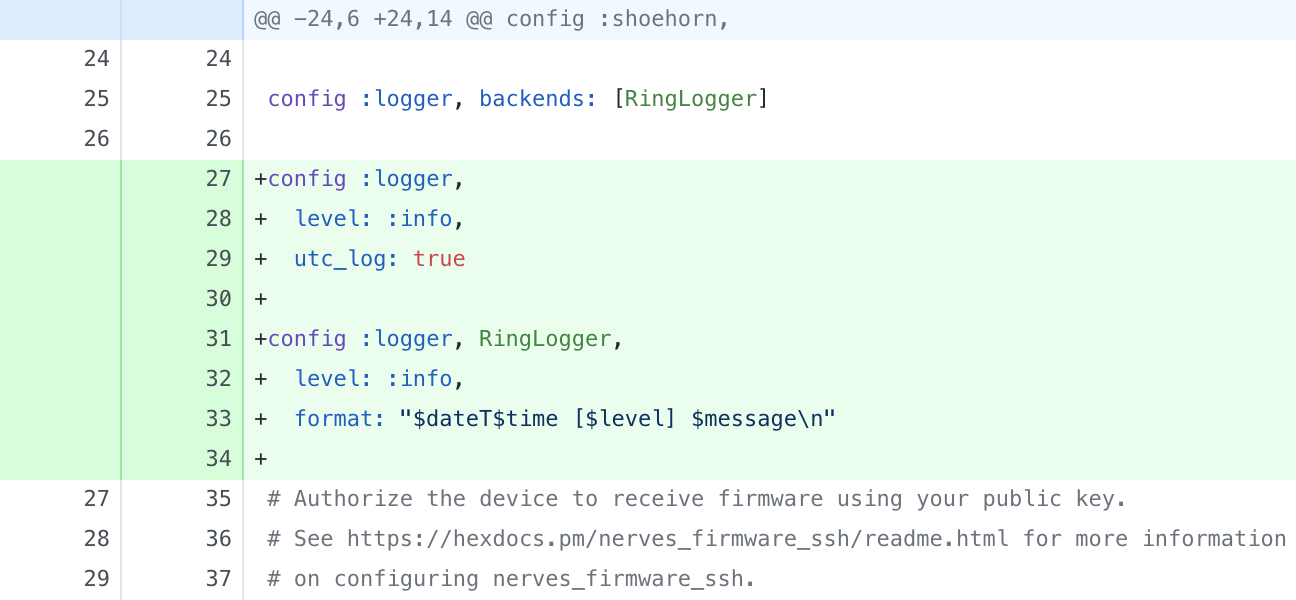 @@ −24,6 +24,14 @@ config :shoehorn,
24 24
25 25 config :logger, backends: [RingLogger]
26 26
27 +config :logger,
28 +  level: :info,
29 +  utc_log: true
30 +
31 +config :logger, RingLogger,
32 +  level: :info,
33 +  format: "$dateT$time [$level] $message\n"
34 +
27 35 # Authorize the device to receive firmware using your public key.
28 36 # See https://hexdocs.pm/nerves_firmware_ssh/readme.html for more information
29 37 # on configuring nerves_firmware_ssh.